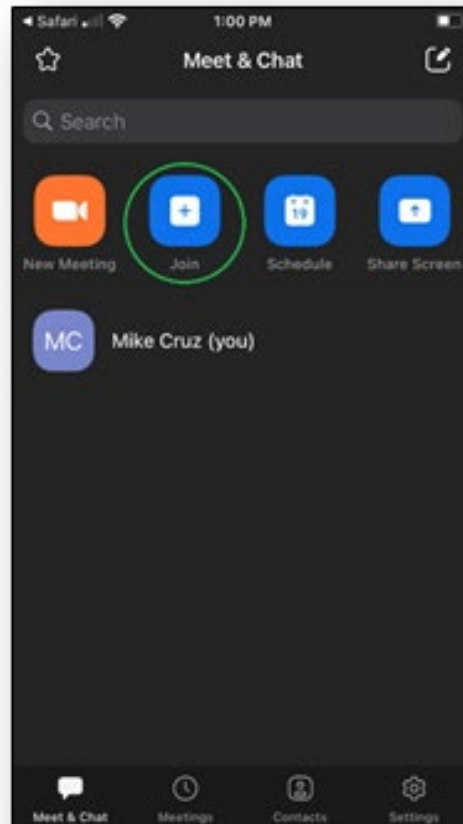 Safari 1:00 PM
Meet & Chat
Search
New Meeting Join Schedule Share Screen
19
MC Mike Cruz (you)
Meet & Chat Meetings Contacts Settings